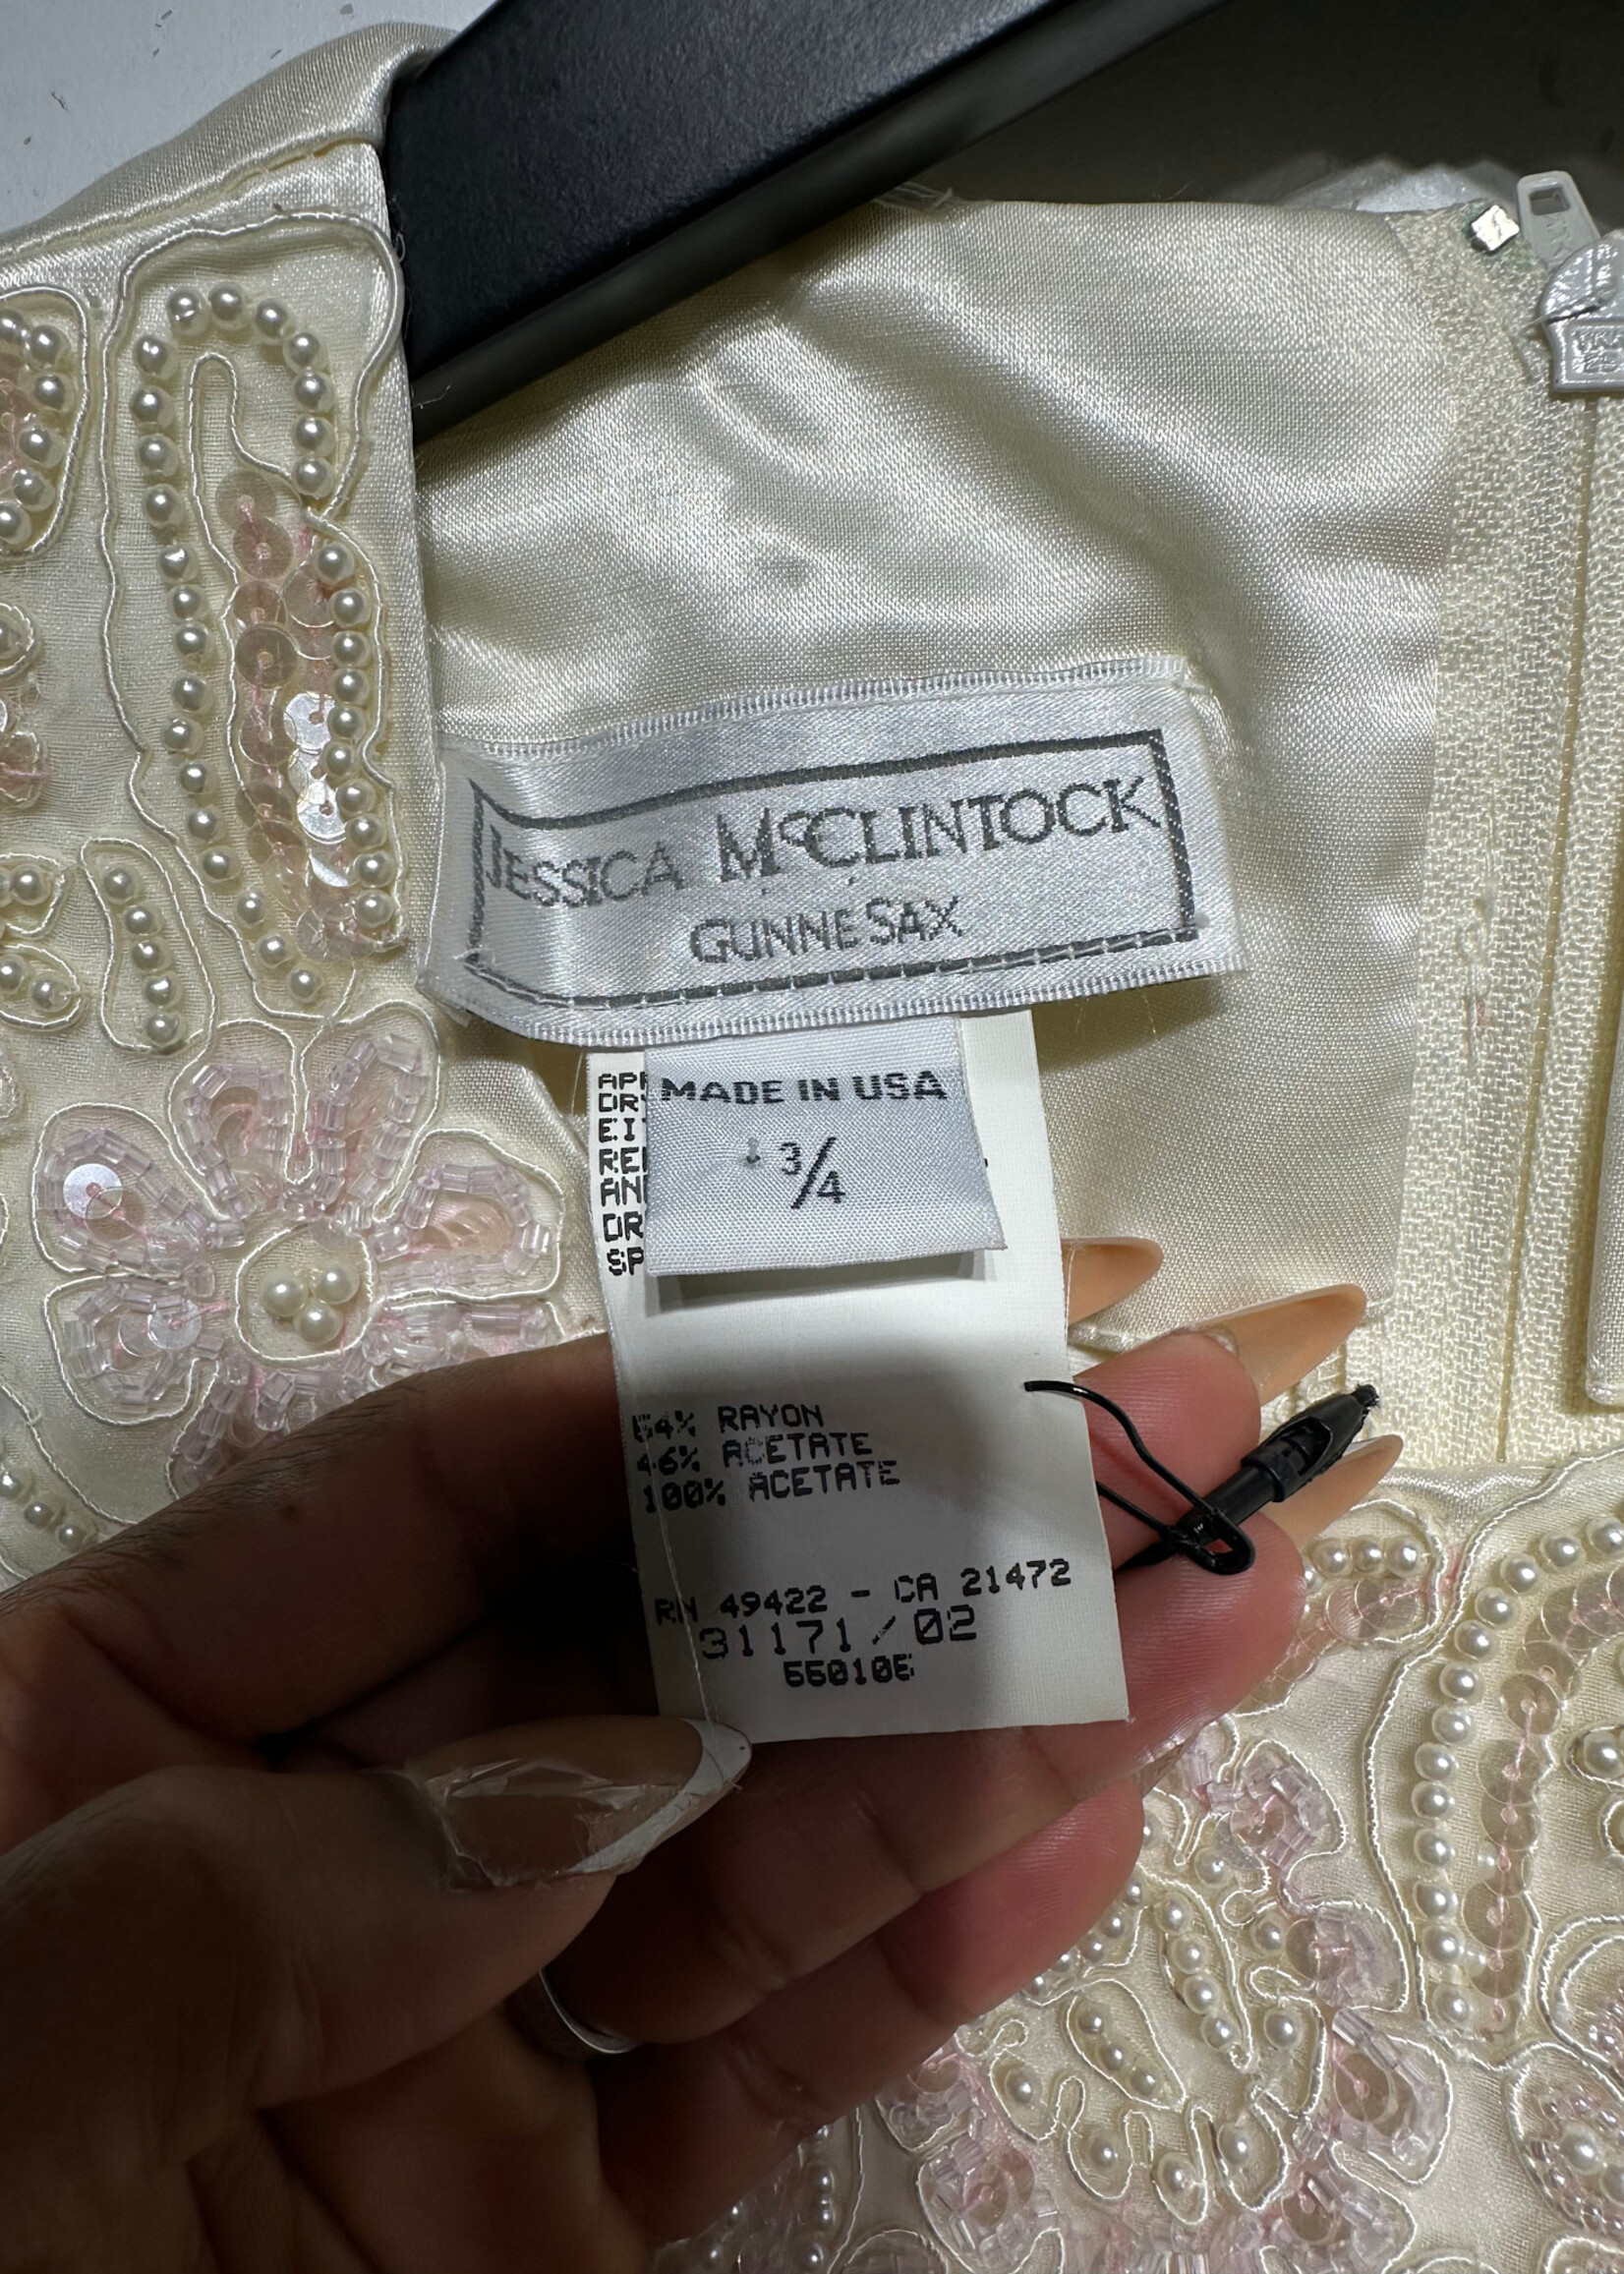 JESSICA McCLINTOCK
GUNNE SAX
MADE IN USA
3/4
54% RAYON
46% ACETATE
100% ACETATE
RN 49422 - CA 21472
31171/02